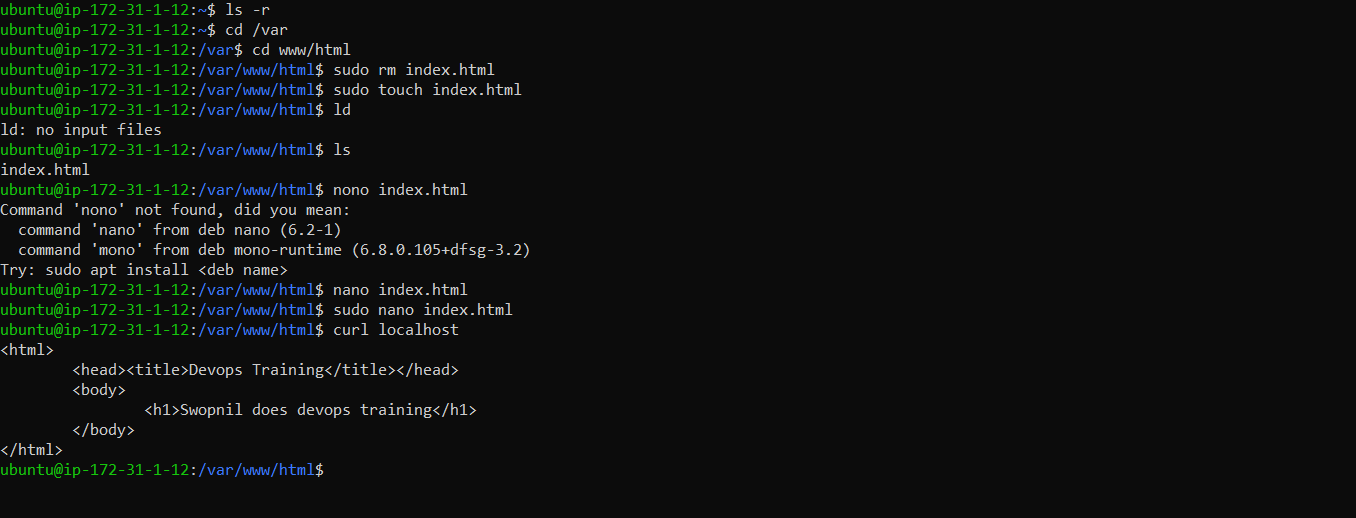 ubuntu@ip-172-31-1-12:~$ ls -r
ubuntu@ip-172-31-1-12:~$ cd /var
ubuntu@ip-172-31-1-12:/var$ cd www/html
ubuntu@ip-172-31-1-12:/var/www/html$ sudo rm index.html
ubuntu@ip-172-31-1-12:/var/www/html$ sudo touch index.html
ubuntu@ip-172-31-1-12:/var/www/html$ ld
ld: no input files
ubuntu@ip-172-31-1-12:/var/www/html$ ls
index.html
ubuntu@ip-172-31-1-12:/var/www/html$ nono index.html
Command 'nono' not found, did you mean:
  command 'nano' from deb nano (6.2-1)
  command 'mono' from deb mono-runtime (6.8.0.105+dfsg-3.2)
Try: sudo apt install <deb name>
ubuntu@ip-172-31-1-12:/var/www/html$ nano index.html
ubuntu@ip-172-31-1-12:/var/www/html$ sudo nano index.html
ubuntu@ip-172-31-1-12:/var/www/html$ curl localhost
<html>
        <head><title>Devops Training</title></head>
        <body>
                <h1>Swopnil does devops training</h1>
        </body>
</html>
ubuntu@ip-172-31-1-12:/var/www/html$